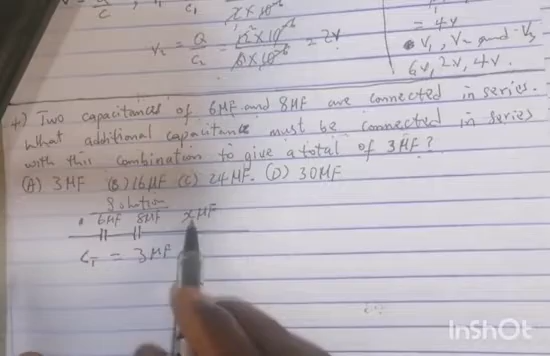 V₂ = Q/C₂ = 12×10⁻⁶/6×10⁻⁶ = 2V
= 4V
• V₁, V₂ and V₃
6V, 2V, 4V.
4) Two capacitances of 6μF and 8μF are connected in series.
What additional capacitance must be connected in series
with this combination to give a total of 3μF?
(A) 3μF (B) 16μF (C) 24μF. (D) 30μF
Solution
6μF 8μF xμF
C_T = 3μF
InShOt